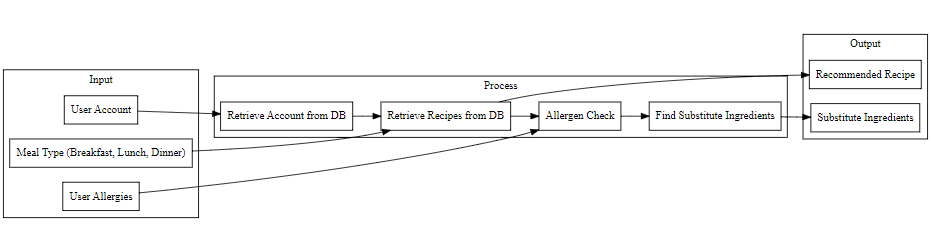 Input
User Account
Meal Type (Breakfast, Lunch, Dinner)
User Allergies
Process
Retrieve Account from DB
Retrieve Recipes from DB
Allergen Check
Find Substitute Ingredients
Output
Recommended Recipe
Substitute Ingredients